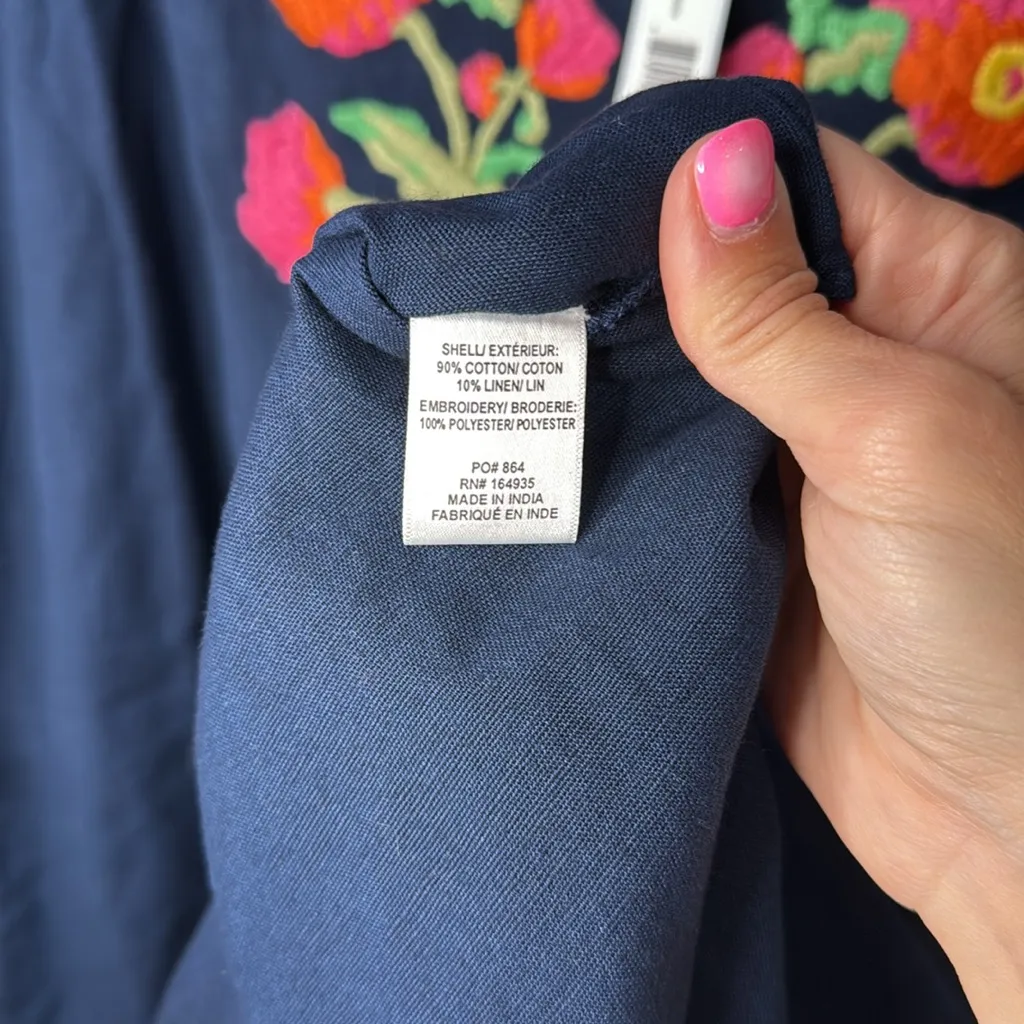 SHELL/ EXTÉRIEUR:
90% COTTON/ COTON
10% LINEN/ LIN
EMBROIDERY/ BRODERIE:
100% POLYESTER/ POLYESTER
PO# 864
RN# 164935
MADE IN INDIA
FABRIQUÉ EN INDE